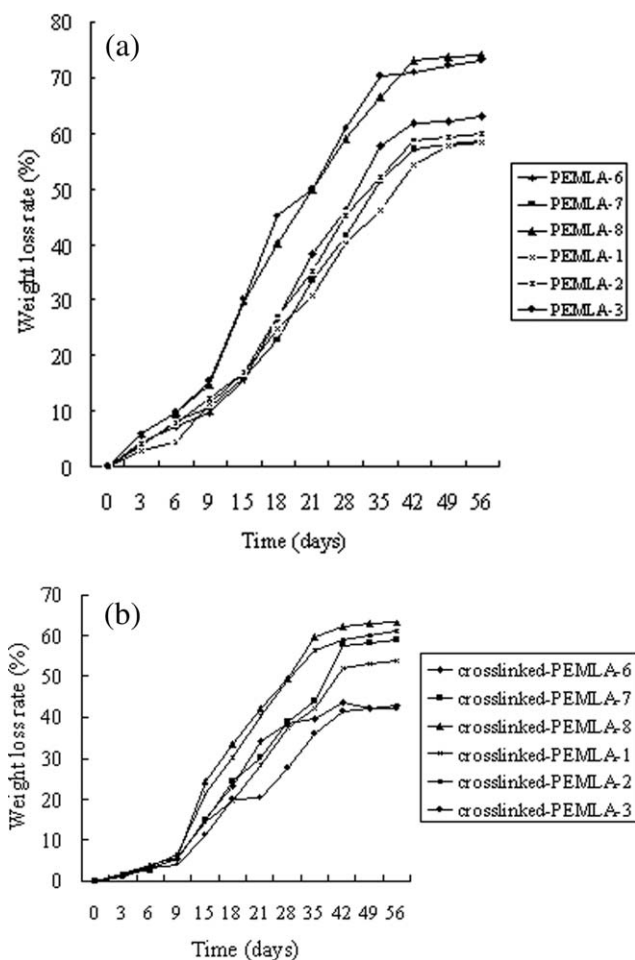 (a)
80
70
60
50
40
30
20
10
0
Weight loss rate (%)
0 3 6 9 15 18 21 28 35 42 49 56
Time (days)
PEMLA-6
PEMLA-7
PEMLA-8
PEMLA-1
PEMLA-2
PEMLA-3
(b)
70
60
50
40
30
20
10
0
Weight loss rate (%)
0 3 6 9 15 18 21 28 35 42 49 56
Time (days)
crosslinked-PEMLA-6
crosslinked-PEMLA-7
crosslinked-PEMLA-8
crosslinked-PEMLA-1
crosslinked-PEMLA-2
crosslinked-PEMLA-3